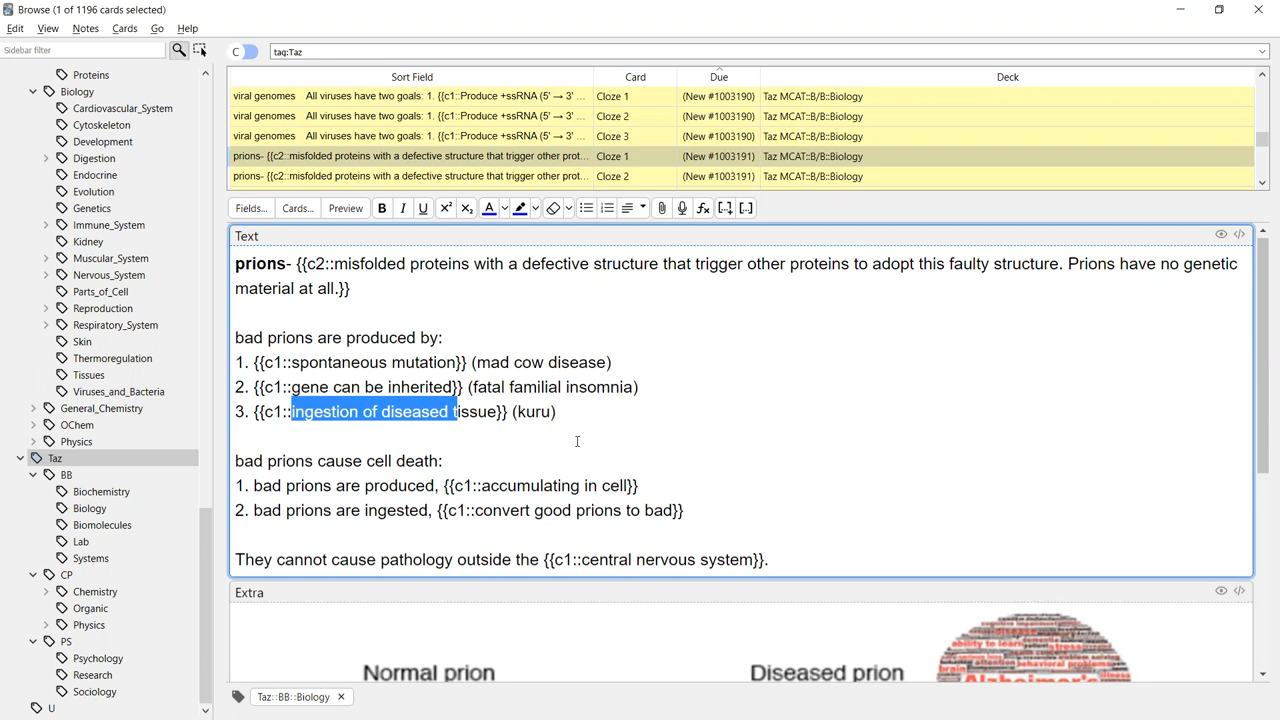 Browse (1 of 1196 cards selected)
Edit View Notes Cards Go Help
Sidebar filter
C
tag:Taz
Proteins
Biology
Cardiovascular_System
Cytoskeleton
Development
Digestion
Endocrine
Evolution
Genetics
Immune_System
Kidney
Muscular_System
Nervous_System
Parts_of_Cell
Reproduction
Respiratory_System
Skin
Thermoregulation
Tissues
Viruses_and_Bacteria
General_Chemistry
OChem
Physics
Taz
BB
Biochemistry
Biology
Biomolecules
Lab
Systems
CP
Chemistry
Organic
Physics
PS
Psychology
Research
Sociology
U
Sort Field Card Due Deck
viral genomes All viruses have two goals: 1. {{c1::Produce +ssRNA (5' → 3' ... Cloze 1 (New #1003190) Taz MCAT::B/B::Biology
viral genomes All viruses have two goals: 1. {{c1::Produce +ssRNA (5' → 3' ... Cloze 2 (New #1003190) Taz MCAT::B/B::Biology
viral genomes All viruses have two goals: 1. {{c1::Produce +ssRNA (5' → 3' ... Cloze 3 (New #1003190) Taz MCAT::B/B::Biology
prions- {{c2::misfolded proteins with a defective structure that trigger other prot... Cloze 1 (New #1003191) Taz MCAT::B/B::Biology
prions- {{c2::misfolded proteins with a defective structure that trigger other prot... Cloze 2 (New #1003191) Taz MCAT::B/B::Biology
Fields... Cards... Preview B I U X² X₂ A fx [...] [...]
Text
prions- {{c2::misfolded proteins with a defective structure that trigger other proteins to adopt this faulty structure. Prions have no genetic
material at all.}}
bad prions are produced by:
1. {{c1::spontaneous mutation}} (mad cow disease)
2. {{c1::gene can be inherited}} (fatal familial insomnia)
3. {{c1::ingestion of diseased tissue}} (kuru)
bad prions cause cell death:
1. bad prions are produced, {{c1::accumulating in cell}}
2. bad prions are ingested, {{c1::convert good prions to bad}}
They cannot cause pathology outside the {{c1::central nervous system}}.
Extra
Normal prion Diseased prion
ability to learn
behavioral problems
Alzheimer's
Taz::BB::Biology